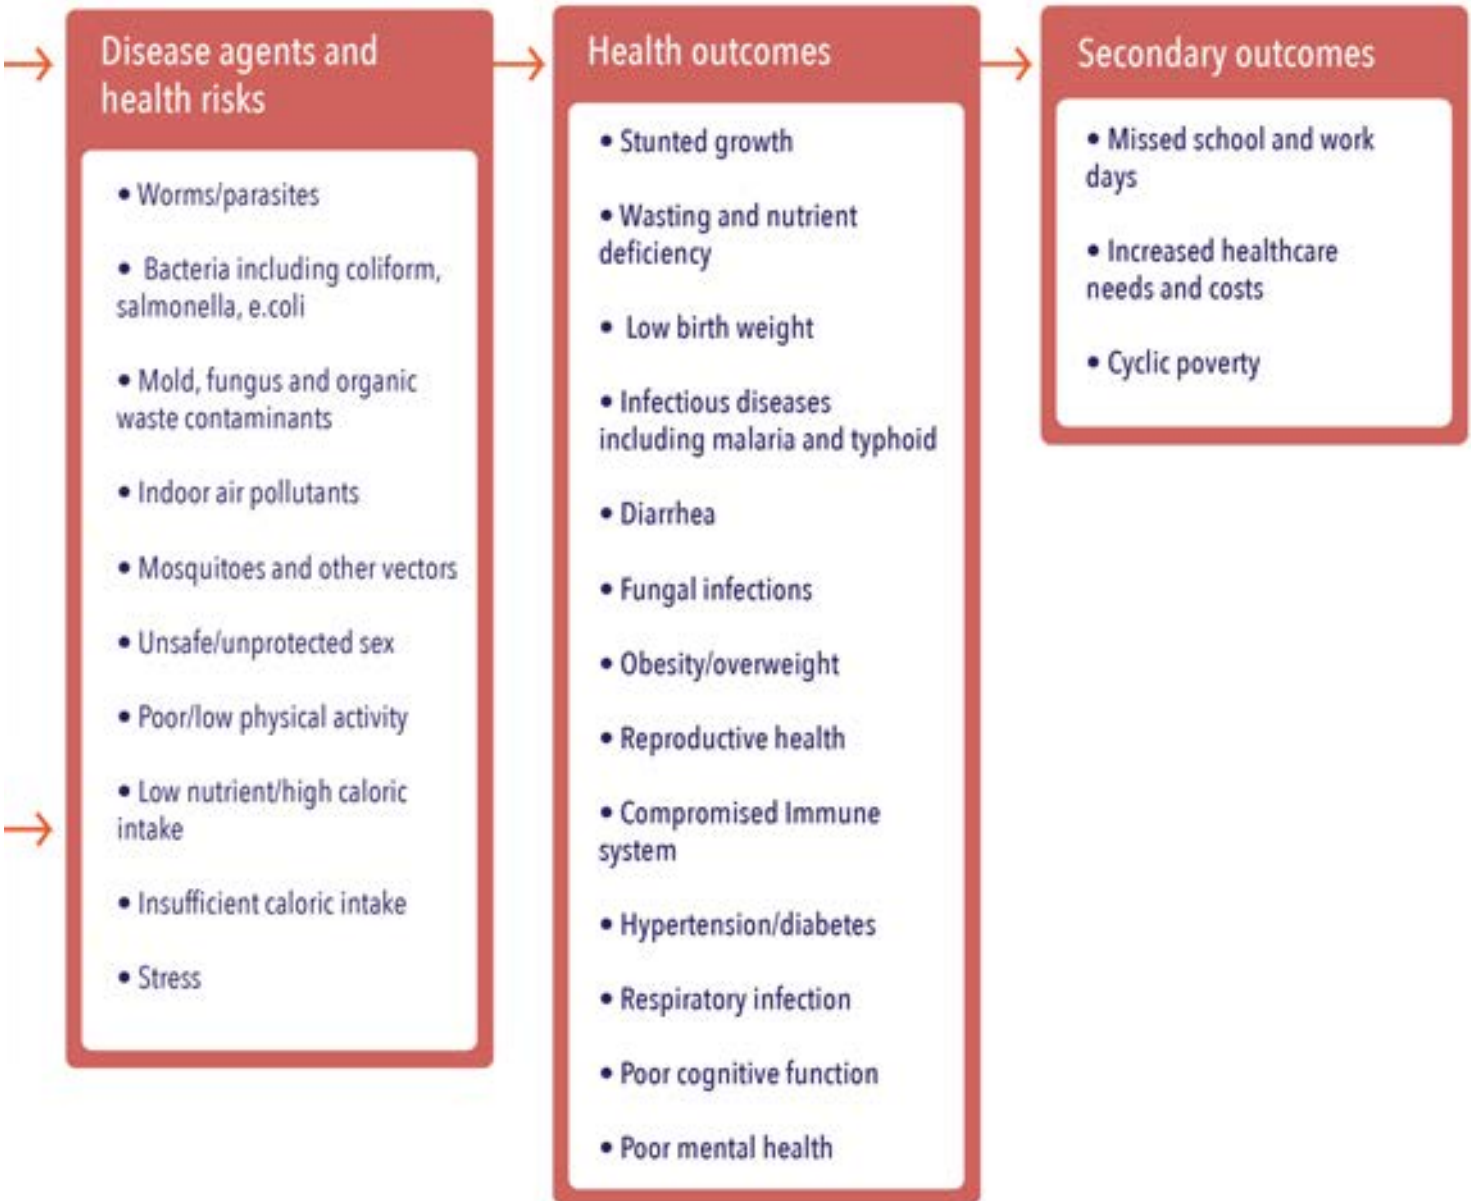 Disease agents and
health risks
• Worms/parasites
• Bacteria including coliform,
salmonella, e.coli
• Mold, fungus and organic
waste contaminants
• Indoor air pollutants
• Mosquitoes and other vectors
• Unsafe/unprotected sex
• Poor/low physical activity
• Low nutrient/high caloric
intake
• Insufficient caloric intake
• Stress
Health outcomes
• Stunted growth
• Wasting and nutrient
deficiency
• Low birth weight
• Infectious diseases
including malaria and typhoid
• Diarrhea
• Fungal infections
• Obesity/overweight
• Reproductive health
• Compromised Immune
system
• Hypertension/diabetes
• Respiratory infection
• Poor cognitive function
• Poor mental health
Secondary outcomes
• Missed school and work
days
• Increased healthcare
needs and costs
• Cyclic poverty